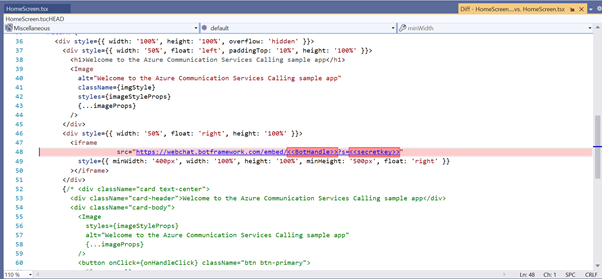 HomeScreen.tsx
Diff - HomeScreen....vs. HomeScreen.tsx
HomeScreen.tsx;HEAD
Miscellaneous
default
minWidth
36 <div style={{ width: '100%', height: '100%', overflow: 'hidden' }}>
37 <div style={{ width: '50%', float: 'left', paddingTop: '10%', height: '100%' }}>
38 <h1>Welcome to the Azure Communication Services Calling sample app</h1>
39 <Image
40 alt="Welcome to the Azure Communication Services Calling sample app"
41 className={imgStyle}
42 styles={imageStyleProps}
43 {...imageProps}
44 />
45 </div>
46 <div style={{ width: '50%', float: 'right', height: '100%' }}>
47 <iframe
48 src="https://webchat.botframework.com/embed/<<BotHandle>>?s=<<secretkey>>"
49 style={{ minWidth: '400px', width: '100%', height: '100%', minHeight: '500px', float: 'right' }}
50 ></iframe>
51 </div>
52 {/* <div className="card text-center">
53 <div className="card-header">Welcome to the Azure Communication Services Calling sample app</div>
54 <div className="card-body">
55 <Image
56 styles={imageStyleProps}
57 alt="Welcome to the Azure Communication Services Calling sample app"
58 {...imageProps}
59 />
60 <button onClick={onHandleClick} className="btn btn-primary">
110 %
Ln: 48 Ch: 1 SPC CRLF